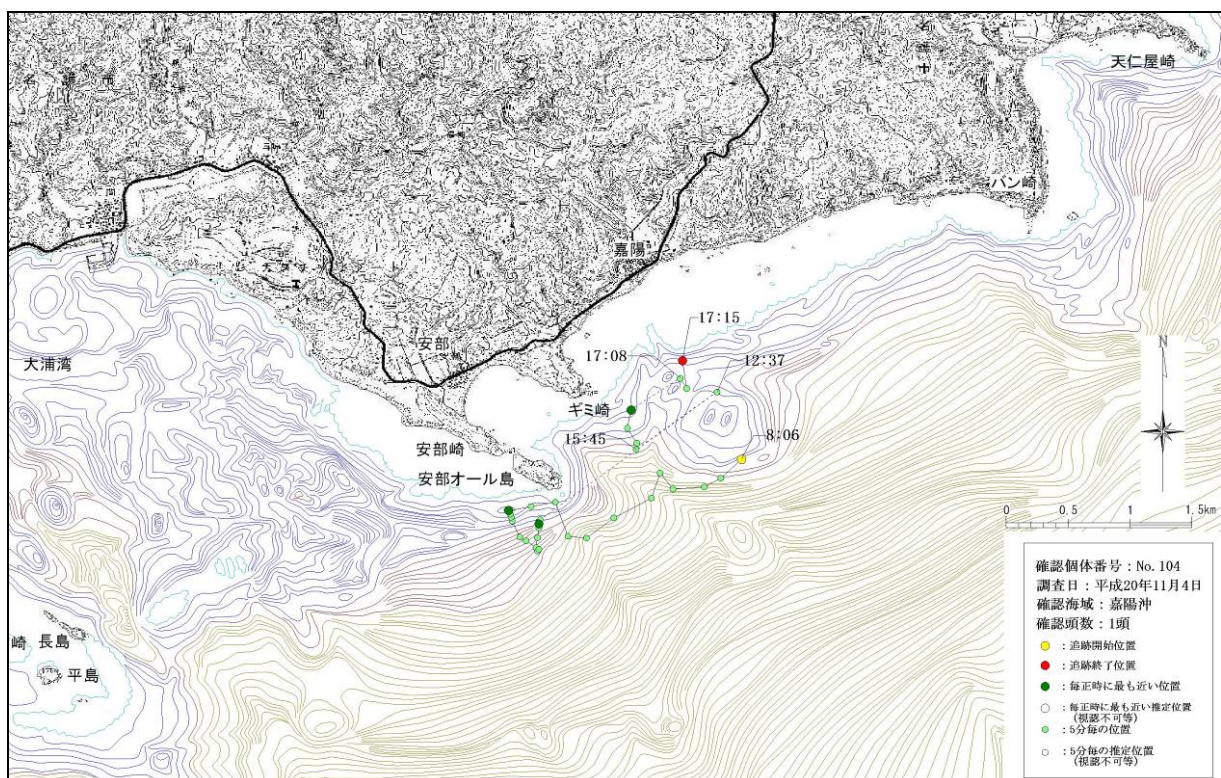 天仁屋崎
バン崎
嘉陽
17:15
17:08
12:37
安部
大浦湾
ギミ崎
15:45
8:06
安部崎
安部オール島
N
0 0.5 1 1.5km
確認個体番号：No.104
調査日：平成20年11月4日
確認海域：嘉陽沖
確認頭数：1頭
：追跡開始位置
：追跡終了位置
：毎正時に最も近い位置
：毎正時に最も近い推定位置
（視認不可等）
：5分毎の位置
：5分毎の推定位置
（視認不可等）
崎
長島
平島